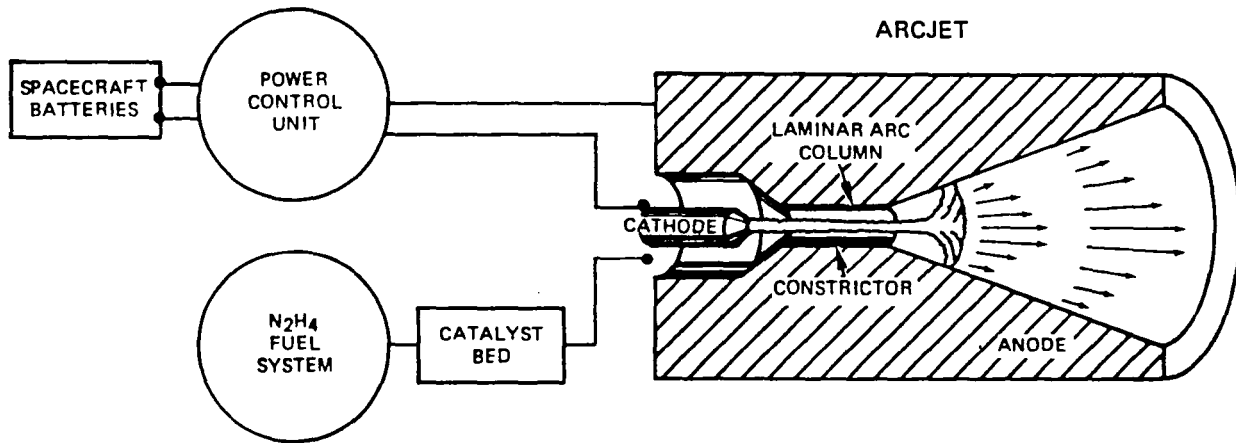 ARCJET
SPACECRAFT
BATTERIES
POWER
CONTROL
UNIT
LAMINAR ARC
COLUMN
CATHODE
CONSTRICTOR
ANODE
N₂H₄
FUEL
SYSTEM
CATALYST
BED